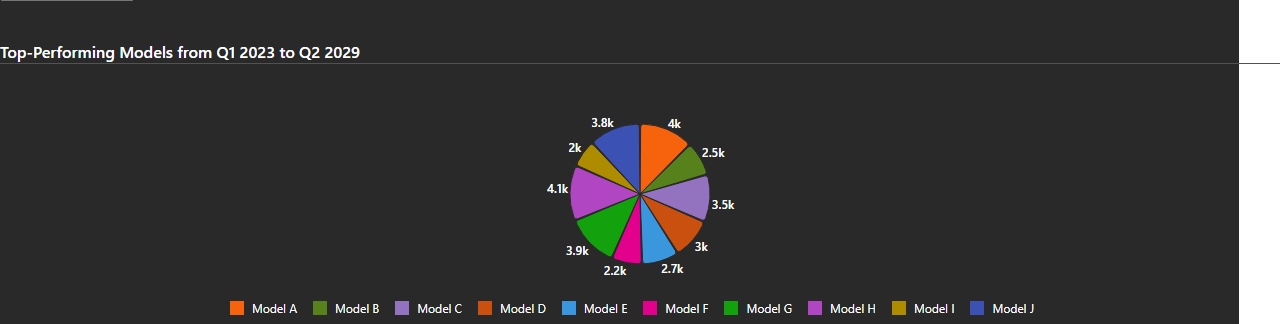 Top-Performing Models from Q1 2023 to Q2 2029
3.8k
4k
2k
2.5k
4.1k
3.5k
3.9k
3k
2.2k
2.7k
Model A Model B Model C Model D Model E Model F Model G Model H Model I Model J